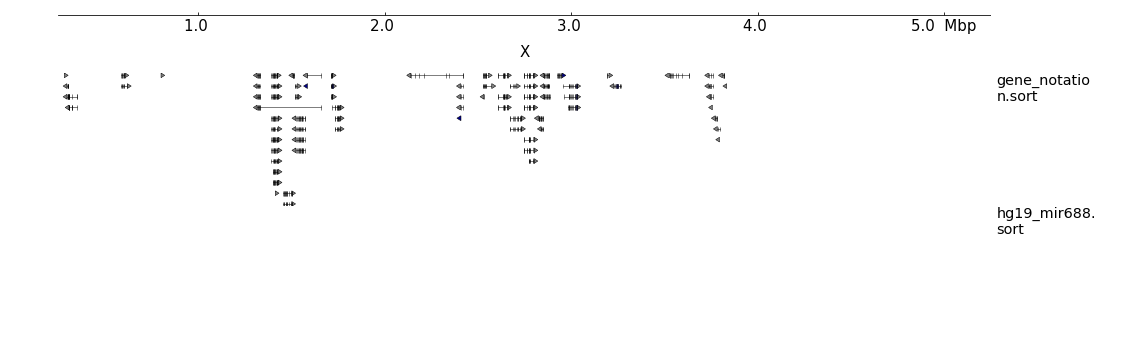 1.0 2.0 3.0 4.0 5.0 Mbp
X
gene_notatio
n.sort
hg19_mir688.
sort